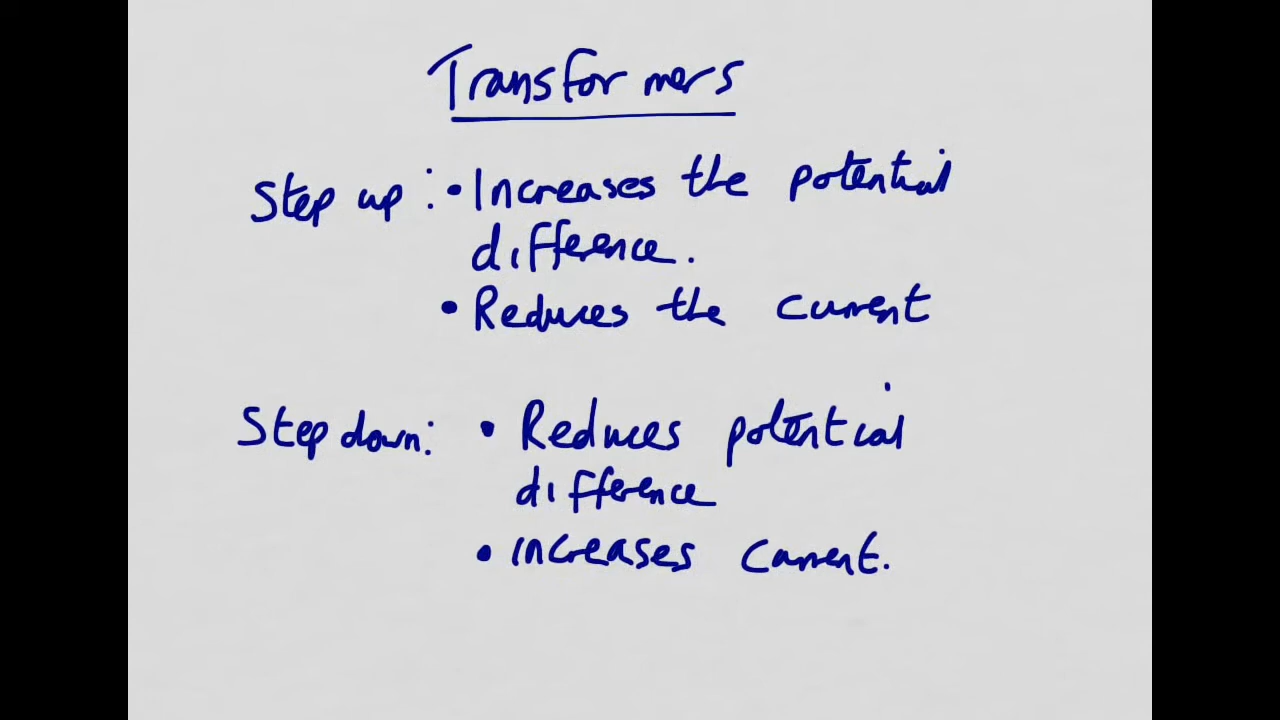 Transformers
Step up : • Increases the potential
difference.
• Reduces the current
Step down: • Reduces potential
difference
• increases current.